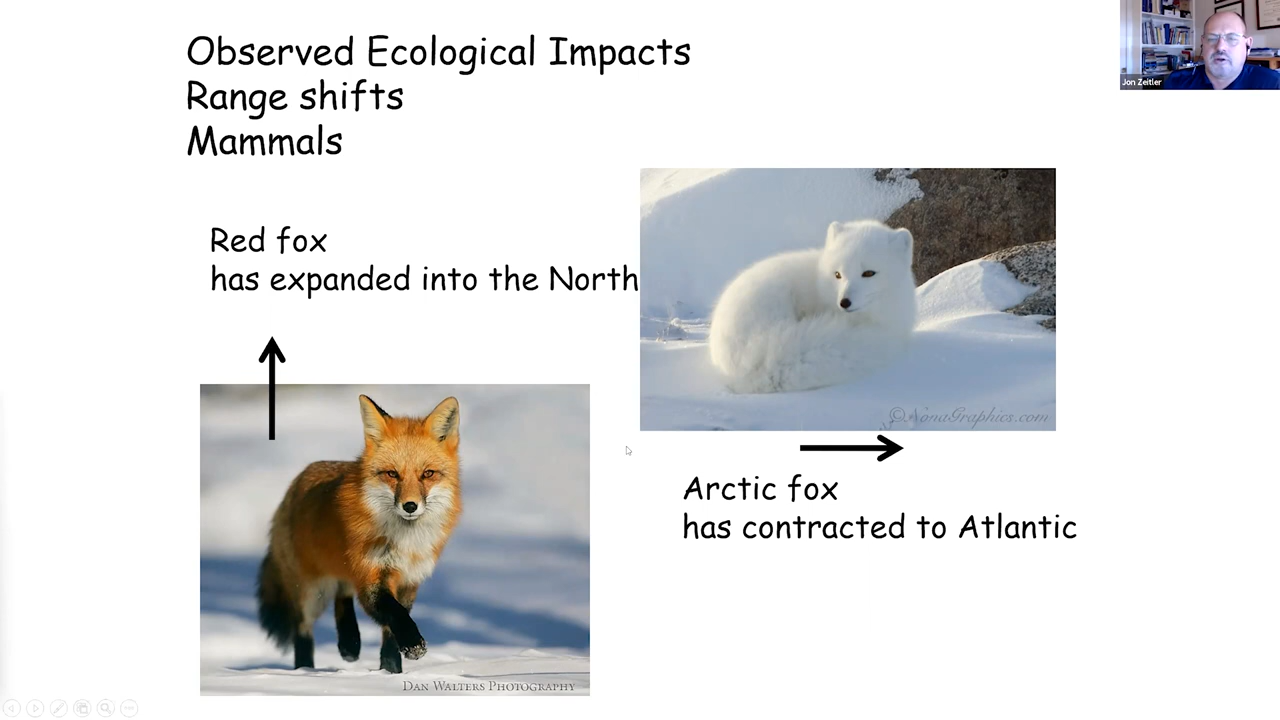 Observed Ecological Impacts
Range shifts
Mammals
Jon Zeitler
Red fox
has expanded into the North
©NonaGraphics.com
Arctic fox
has contracted to Atlantic
Dan Walters Photography